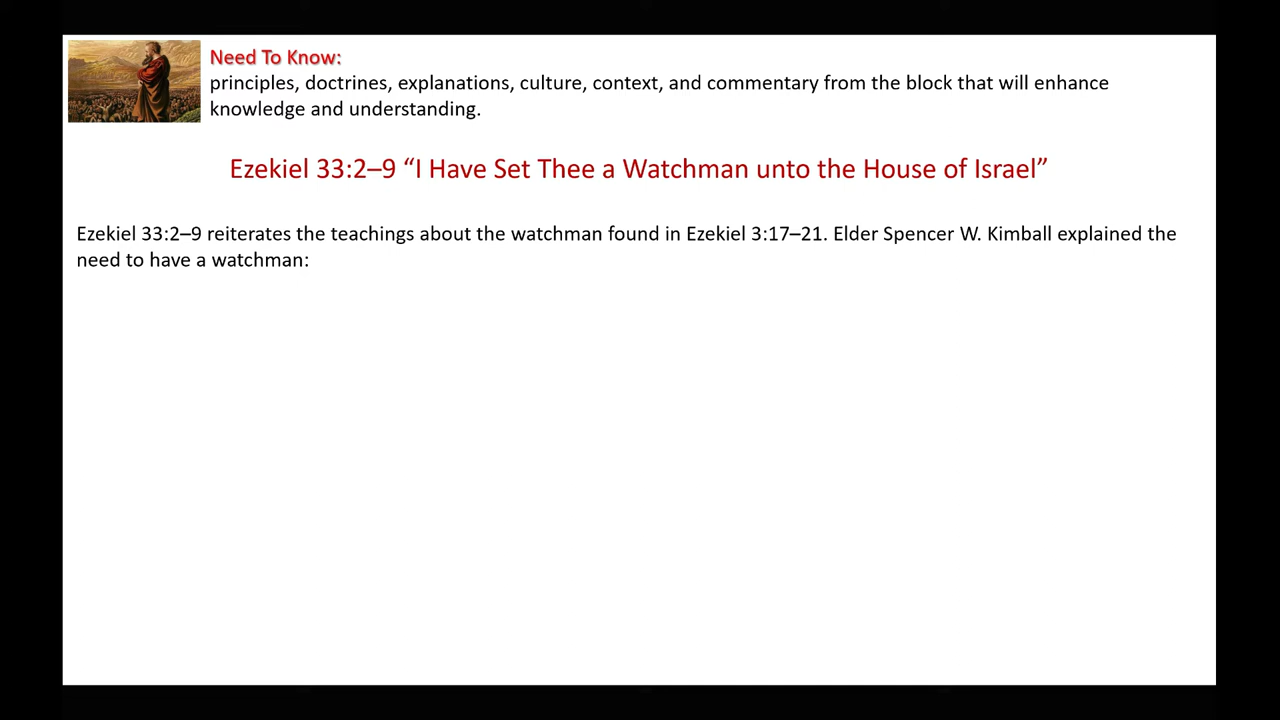 Need To Know:
principles, doctrines, explanations, culture, context, and commentary from the block that will enhance
knowledge and understanding.
Ezekiel 33:2–9 “I Have Set Thee a Watchman unto the House of Israel”
Ezekiel 33:2–9 reiterates the teachings about the watchman found in Ezekiel 3:17–21. Elder Spencer W. Kimball explained the
need to have a watchman: